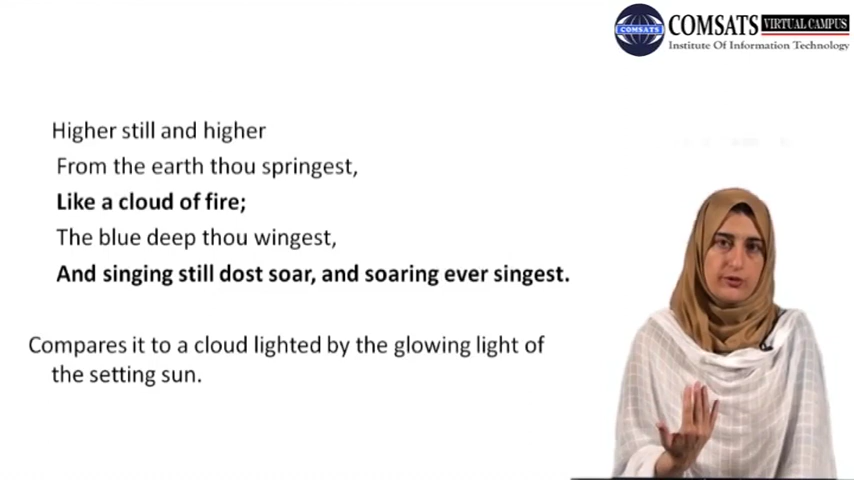 COMSATS VIRTUAL CAMPUS
COMSATS
Institute Of Information Technology
Higher still and higher
From the earth thou springest,
Like a cloud of fire;
The blue deep thou wingest,
And singing still dost soar, and soaring ever singest.
Compares it to a cloud lighted by the glowing light of
the setting sun.